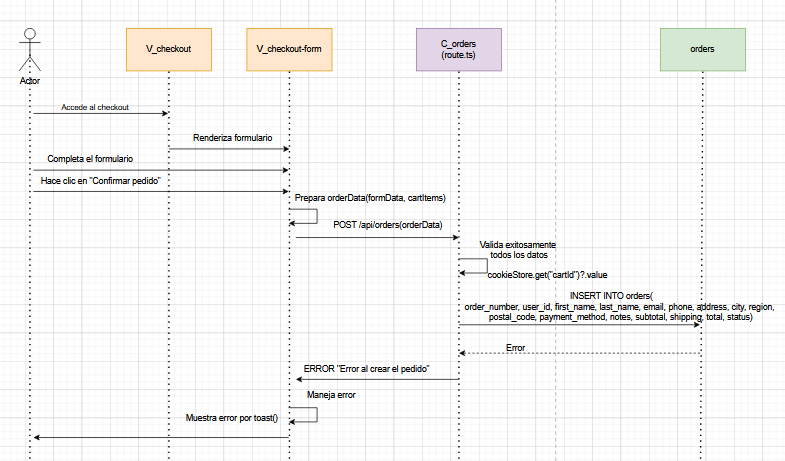 V_checkout
V_checkout-form
C_orders
(route.ts)
orders
Actor
Accede al checkout
Renderiza formulario
Completa el formulario
Hace clic en "Confirmar pedido"
Prepara orderData(formData, cartItems)
POST /api/orders(orderData)
Valida exitosamente
todos los datos
cookieStore.get("cartId")?.value
INSERT INTO orders(
order_number, user_id, first_name, last_name, email, phone, address, city, region,
postal_code, payment_method, notes, subtotal, shipping, total, status)
Error
ERROR "Error al crear el pedido"
Maneja error
Muestra error por toast()